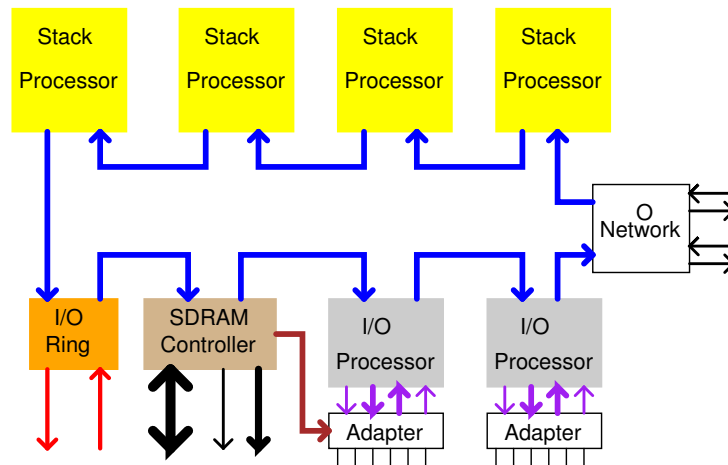 Stack
Processor
Stack
Processor
Stack
Processor
Stack
Processor
O
Network
I/O
Ring
SDRAM
Controller
I/O
Processor
I/O
Processor
Adapter
Adapter